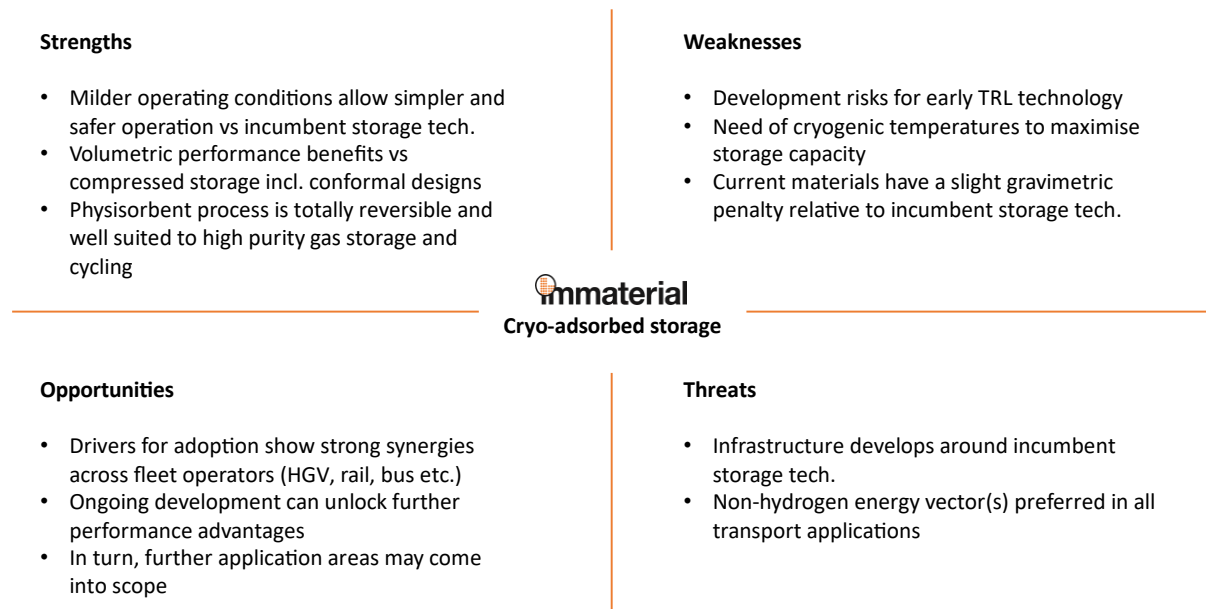 Strengths
• Milder operating conditions allow simpler and
safer operation vs incumbent storage tech.
• Volumetric performance benefits vs
compressed storage incl. conformal designs
• Physisorbent process is totally reversible and
well suited to high purity gas storage and
cycling
Weaknesses
• Development risks for early TRL technology
• Need of cryogenic temperatures to maximise
storage capacity
• Current materials have a slight gravimetric
penalty relative to incumbent storage tech.
immaterial
Cryo-adsorbed storage
Opportunities
• Drivers for adoption show strong synergies
across fleet operators (HGV, rail, bus etc.)
• Ongoing development can unlock further
performance advantages
• In turn, further application areas may come
into scope
Threats
• Infrastructure develops around incumbent
storage tech.
• Non-hydrogen energy vector(s) preferred in all
transport applications